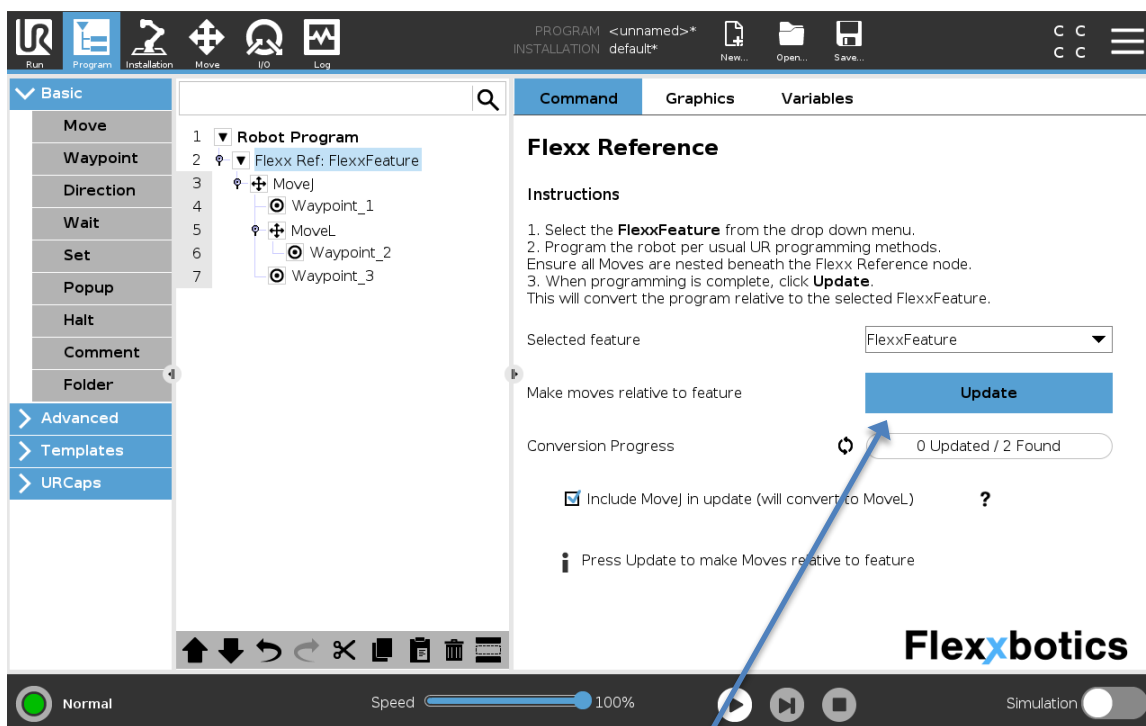 PROGRAM <unnamed>*
INSTALLATION default*
Run Program Installation Move I/O Log New... Open... Save...
C C
C C
Basic
Move
Waypoint
Direction
Wait
Set
Popup
Halt
Comment
Folder
Advanced
Templates
URCaps
1 Robot Program
2 Flexx Ref: FlexxFeature
3 MoveJ
4 Waypoint_1
5 MoveL
6 Waypoint_2
7 Waypoint_3
Command Graphics Variables
Flexx Reference
Instructions
1. Select the FlexxFeature from the drop down menu.
2. Program the robot per usual UR programming methods.
Ensure all Moves are nested beneath the Flexx Reference node.
3. When programming is complete, click Update.
This will convert the program relative to the selected FlexxFeature.
Selected feature FlexxFeature
Make moves relative to feature Update
Conversion Progress 0 Updated / 2 Found
Include MoveJ in update (will convert to MoveL) ?
Press Update to make Moves relative to feature
Flexxbotics
Normal Speed 100% Simulation